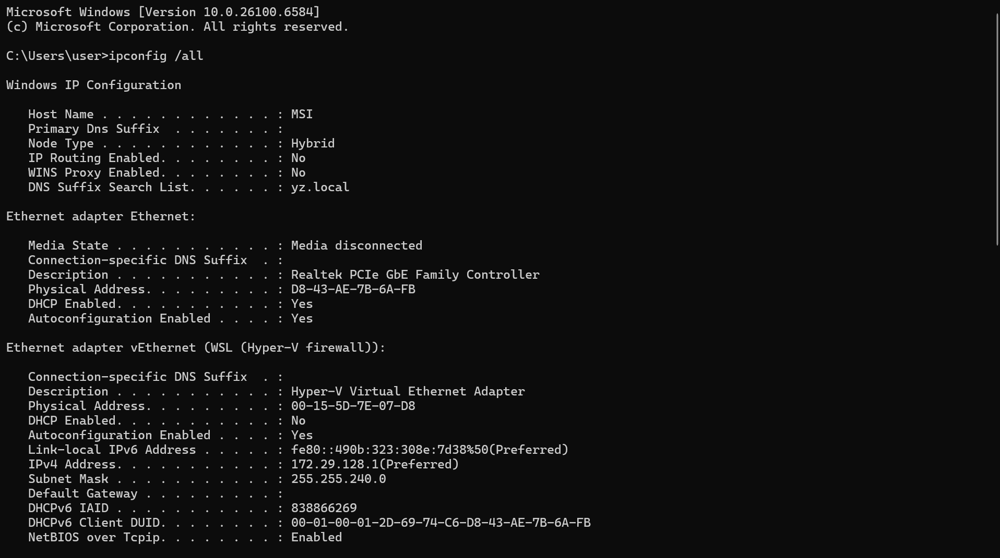 Microsoft Windows [Version 10.0.26100.6584]
(c) Microsoft Corporation. All rights reserved.

C:\Users\user>ipconfig /all

Windows IP Configuration

   Host Name . . . . . . . . . . . . : MSI
   Primary Dns Suffix  . . . . . . . :
   Node Type . . . . . . . . . . . . : Hybrid
   IP Routing Enabled. . . . . . . . : No
   WINS Proxy Enabled. . . . . . . . : No
   DNS Suffix Search List. . . . . . : yz.local

Ethernet adapter Ethernet:

   Media State . . . . . . . . . . . : Media disconnected
   Connection-specific DNS Suffix  . :
   Description . . . . . . . . . . . : Realtek PCIe GbE Family Controller
   Physical Address. . . . . . . . . : D8-43-AE-7B-6A-FB
   DHCP Enabled. . . . . . . . . . . : Yes
   Autoconfiguration Enabled . . . . : Yes

Ethernet adapter vEthernet (WSL (Hyper-V firewall)):

   Connection-specific DNS Suffix  . :
   Description . . . . . . . . . . . : Hyper-V Virtual Ethernet Adapter
   Physical Address. . . . . . . . . : 00-15-5D-7E-07-D8
   DHCP Enabled. . . . . . . . . . . : No
   Autoconfiguration Enabled . . . . : Yes
   Link-local IPv6 Address . . . . . : fe80::490b:323:308e:7d38%50(Preferred)
   IPv4 Address. . . . . . . . . . . : 172.29.128.1(Preferred)
   Subnet Mask . . . . . . . . . . . : 255.255.240.0
   Default Gateway . . . . . . . . . :
   DHCPv6 IAID . . . . . . . . . . . : 838866269
   DHCPv6 Client DUID. . . . . . . . : 00-01-00-01-2D-69-74-C6-D8-43-AE-7B-6A-FB
   NetBIOS over Tcpip. . . . . . . . : Enabled